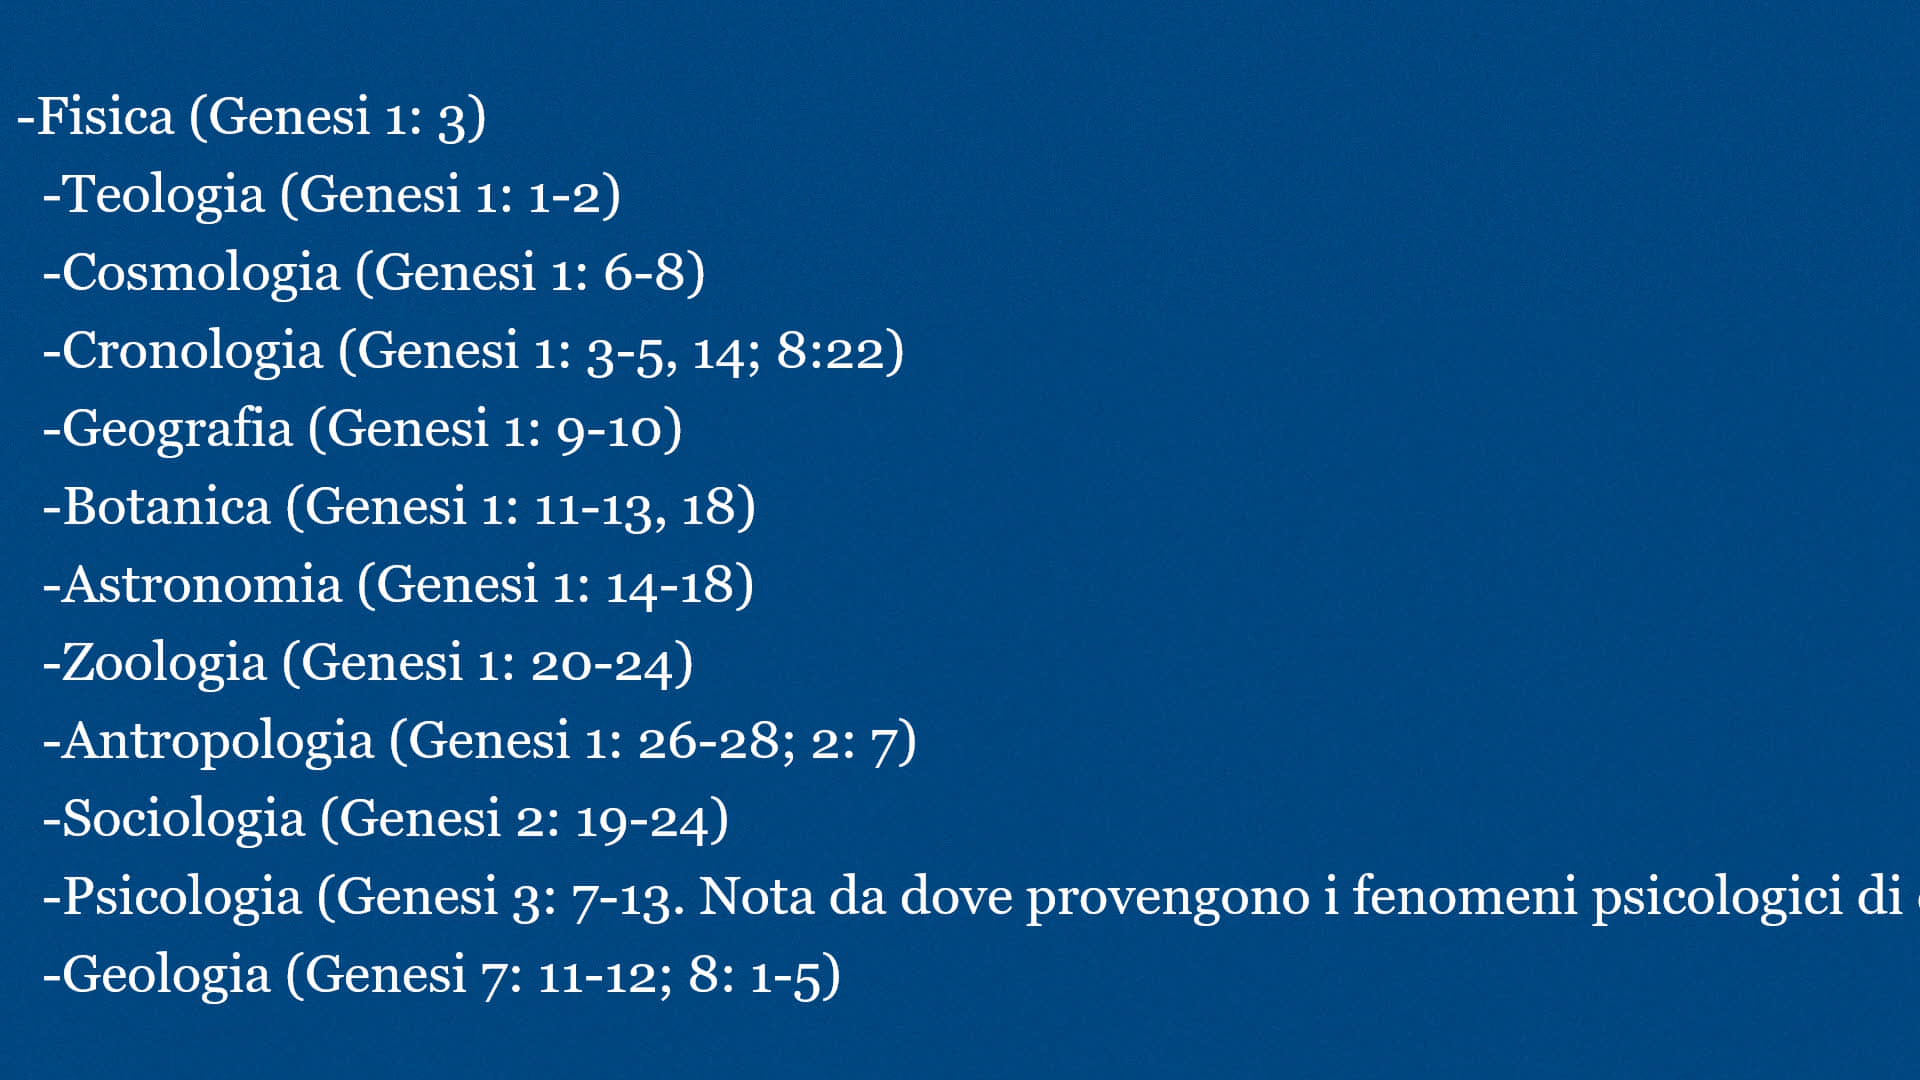 -Fisica (Genesi 1: 3)
-Teologia (Genesi 1: 1-2)
-Cosmologia (Genesi 1: 6-8)
-Cronologia (Genesi 1: 3-5, 14; 8:22)
-Geografia (Genesi 1: 9-10)
-Botanica (Genesi 1: 11-13, 18)
-Astronomia (Genesi 1: 14-18)
-Zoologia (Genesi 1: 20-24)
-Antropologia (Genesi 1: 26-28; 2: 7)
-Sociologia (Genesi 2: 19-24)
-Psicologia (Genesi 3: 7-13. Nota da dove provengono i fenomeni psicologici di
-Geologia (Genesi 7: 11-12; 8: 1-5)